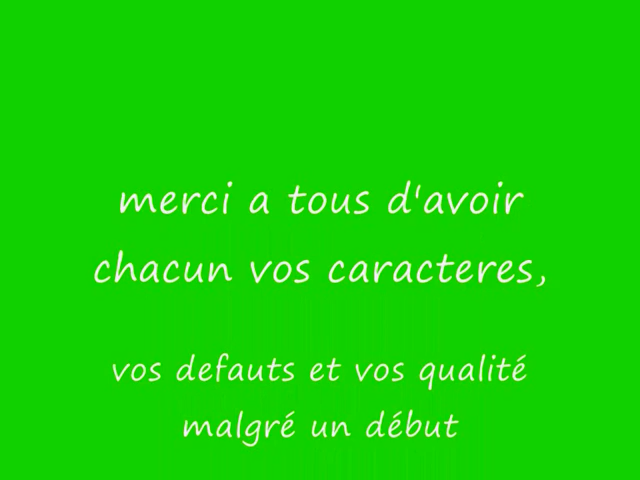 merci a tous d'avoir
chacun vos caracteres,
vos defauts et vos qualité
malgré un début